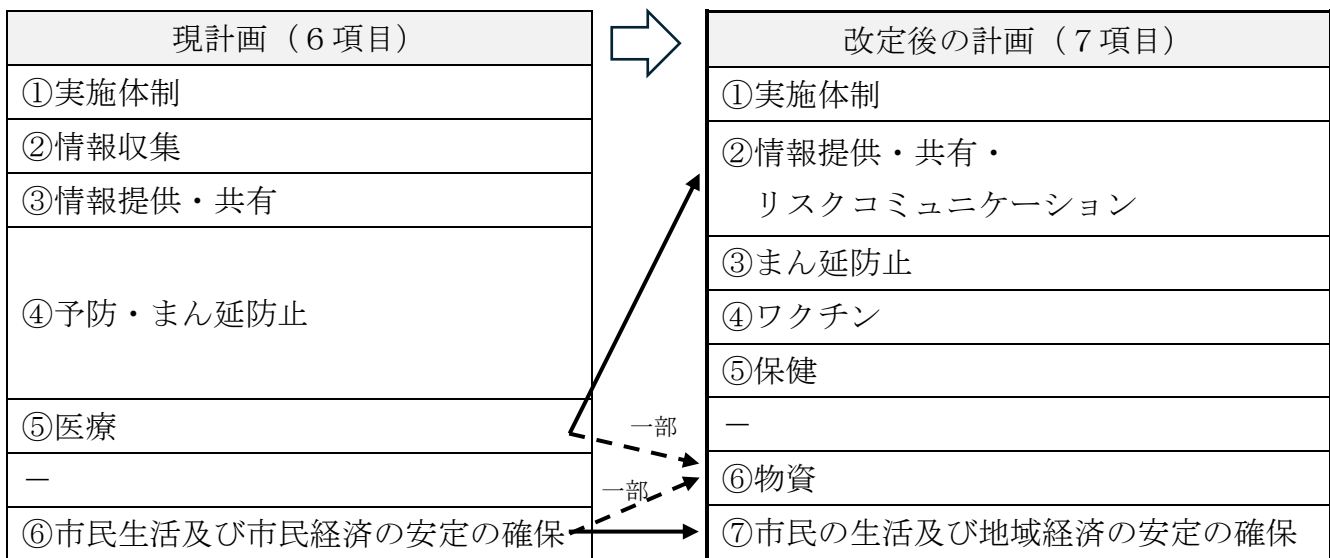 現計画（６項目）
①実施体制
②情報収集
③情報提供・共有
④予防・まん延防止
⑤医療
－
⑥市民生活及び市民経済の安定の確保
一部
一部
改定後の計画（７項目）
①実施体制
②情報提供・共有・
リスクコミュニケーション
③まん延防止
④ワクチン
⑤保健
－
⑥物資
⑦市民の生活及び地域経済の安定の確保